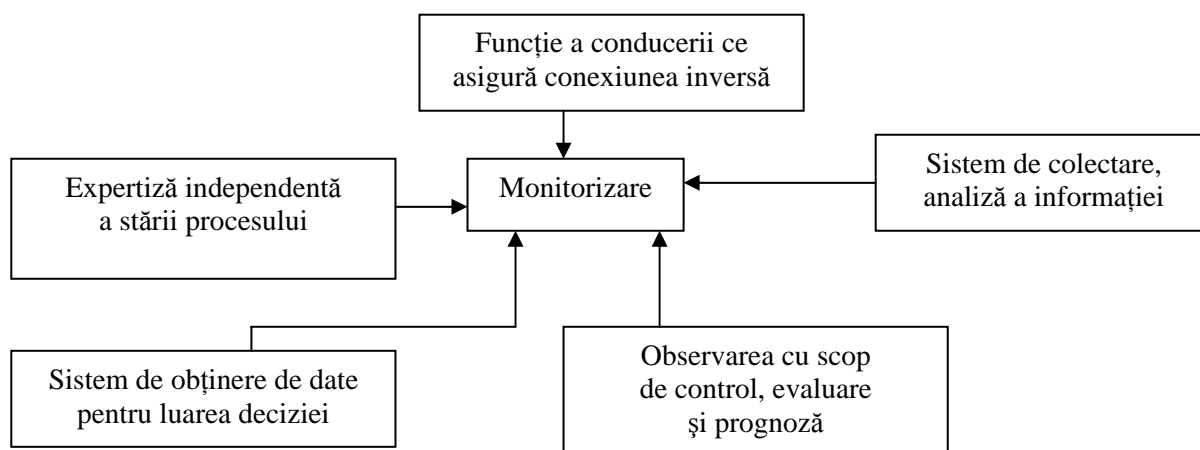 Funcție a conducerii ce
asigură conexiunea inversă
Expertiză independentă
a stării procesului
Monitorizare
Sistem de colectare,
analiză a informației
Sistem de obținere de date
pentru luarea deciziei
Observarea cu scop
de control, evaluare
şi prognoză